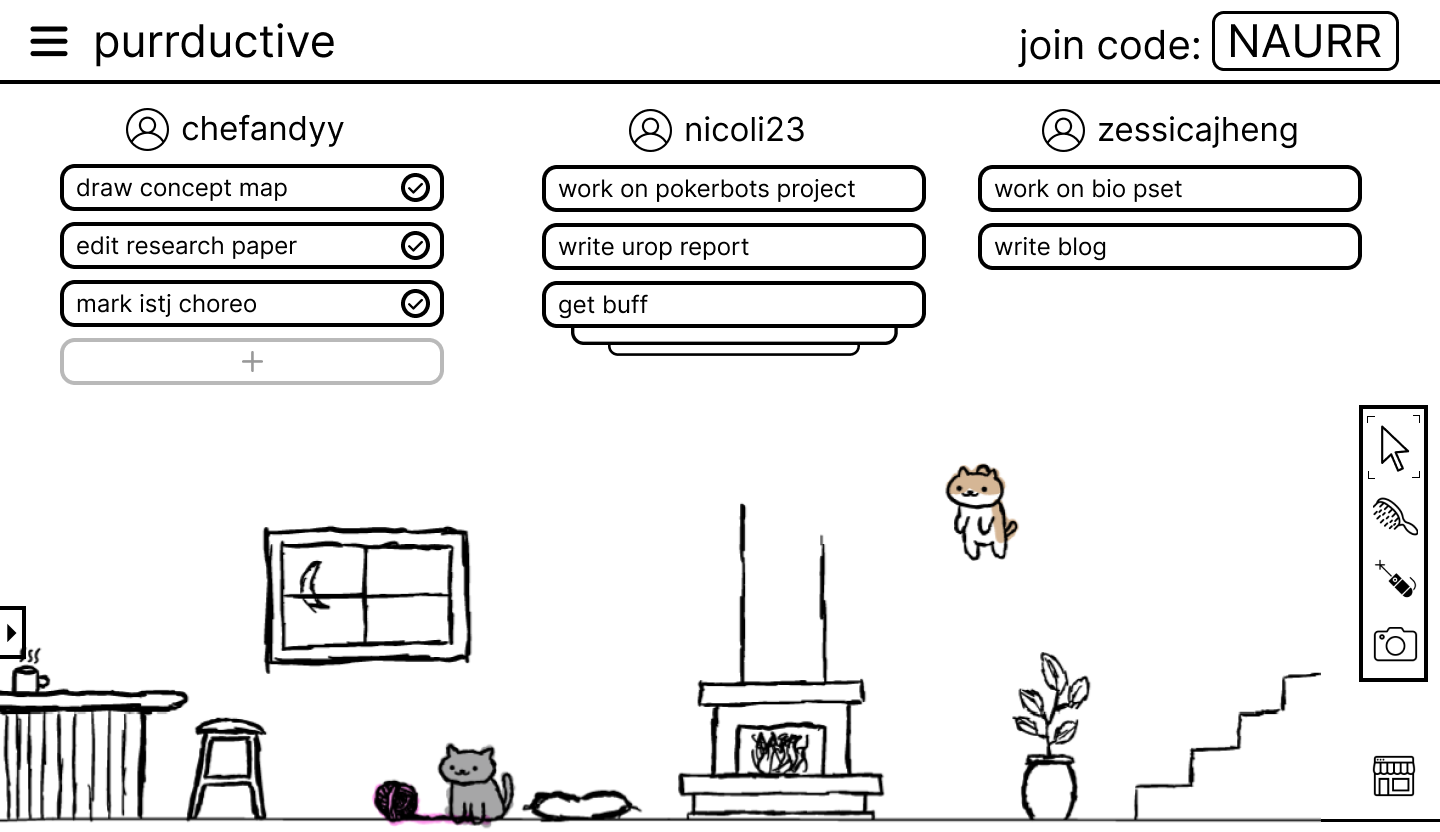 purrductive
join code: NAURR
chefandyy
draw concept map
edit research paper
mark istj choreo
+
nicoli23
work on pokerbots project
write urop report
get buff
zessicajheng
work on bio pset
write blog